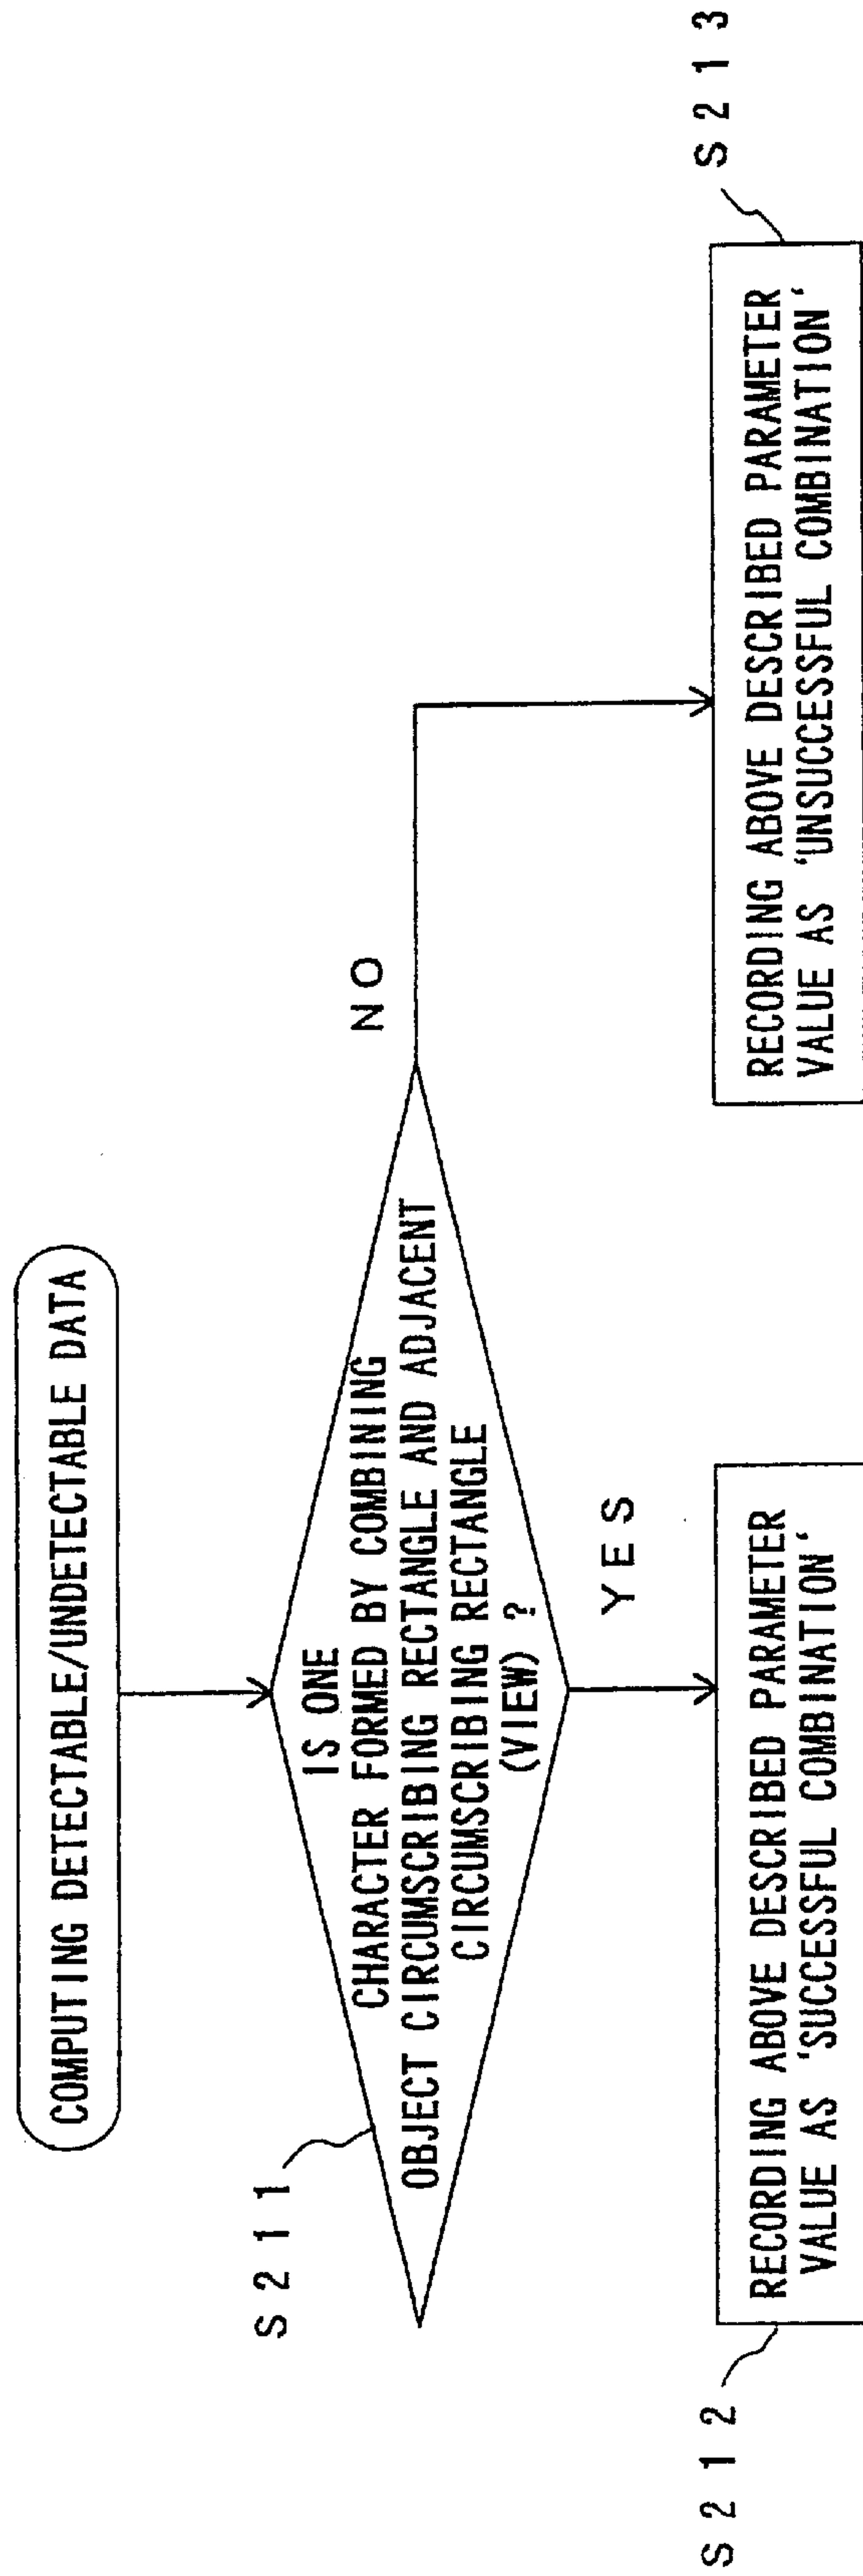 COMPUTING DETECTABLE/UNDETECTABLE DATA
S211
IS ONE
CHARACTER FORMED BY COMBINING
OBJECT CIRCUMSCRIBING RECTANGLE AND ADJACENT
CIRCUMSCRIBING RECTANGLE
(VIEW) ?
NO
YES
S212
RECORDING ABOVE DESCRIBED PARAMETER
VALUE AS 'SUCCESSFUL COMBINATION‘
S213
RECORDING ABOVE DESCRIBED PARAMETER
VALUE AS 'UNSUCCESSFUL COMBINATION‘